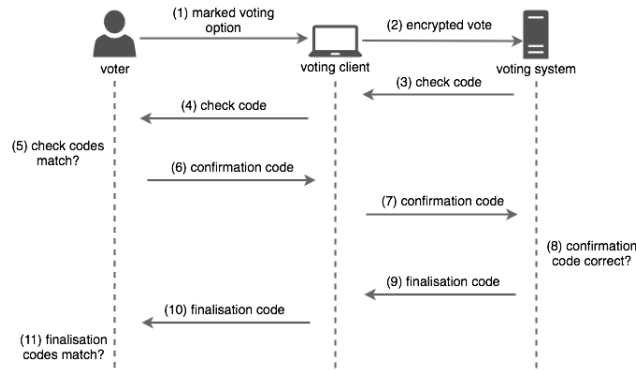 (1) marked voting
option
(2) encrypted vote
voter
voting client
voting system
(3) check code
(4) check code
(5) check codes
match?
(6) confirmation code
(7) confirmation code
(8) confirmation
code correct?
(9) finalisation code
(10) finalisation code
(11) finalisation
codes match?